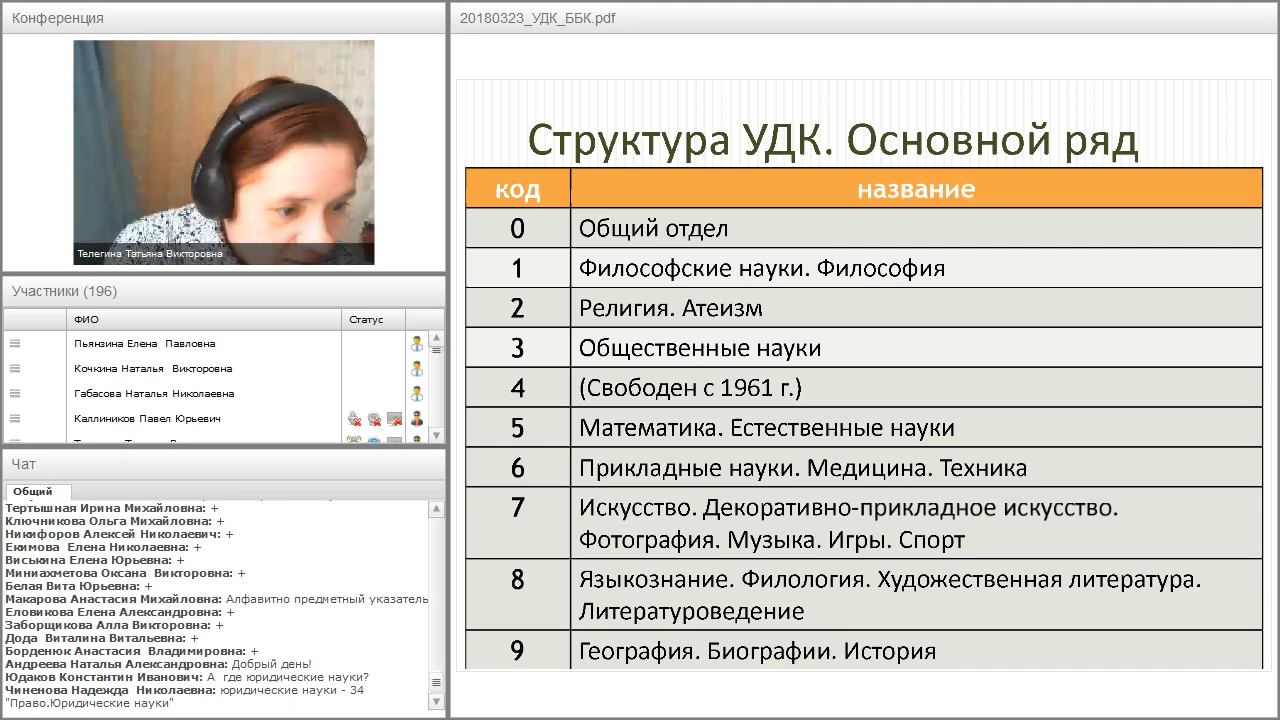 Конференция
Телегина Татьяна Викторовна
Участники (196)
ФИО Статус
Пьянзина Елена Павловна
Кочкина Наталья Викторовна
Габасова Наталья Николаевна
Каллиников Павел Юрьевич
Чат
Общий
Тертышная Ирина Михайловна: +
Ключникова Ольга Михайловна: +
Никифоров Алексей Николаевич: +
Екимова Елена Николаевна: +
Виськина Елена Юрьевна: +
Миниахметова Оксана Викторовна: +
Белая Вита Юрьевна: +
Макарова Анастасия Михайловна: Алфавитно предметный указатель
Еловикова Елена Александровна: +
Заборщикова Алла Викторовна: +
Дода Виталина Витальевна: +
Борденюк Анастасия Владимировна: +
Андреева Наталья Александровна: Добрый день!
Юдаков Константин Иванович: А где юридические науки?
Чиненова Надежда Николаевна: юридические науки - 34
"Право.Юридические науки"
20180323_УДК_ББК.pdf
Структура УДК. Основной ряд
код название
0 Общий отдел
1 Философские науки. Философия
2 Религия. Атеизм
3 Общественные науки
4 (Свободен с 1961 г.)
5 Математика. Естественные науки
6 Прикладные науки. Медицина. Техника
7 Искусство. Декоративно-прикладное искусство.
Фотография. Музыка. Игры. Спорт
8 Языкознание. Филология. Художественная литература.
Литературоведение
9 География. Биографии. История